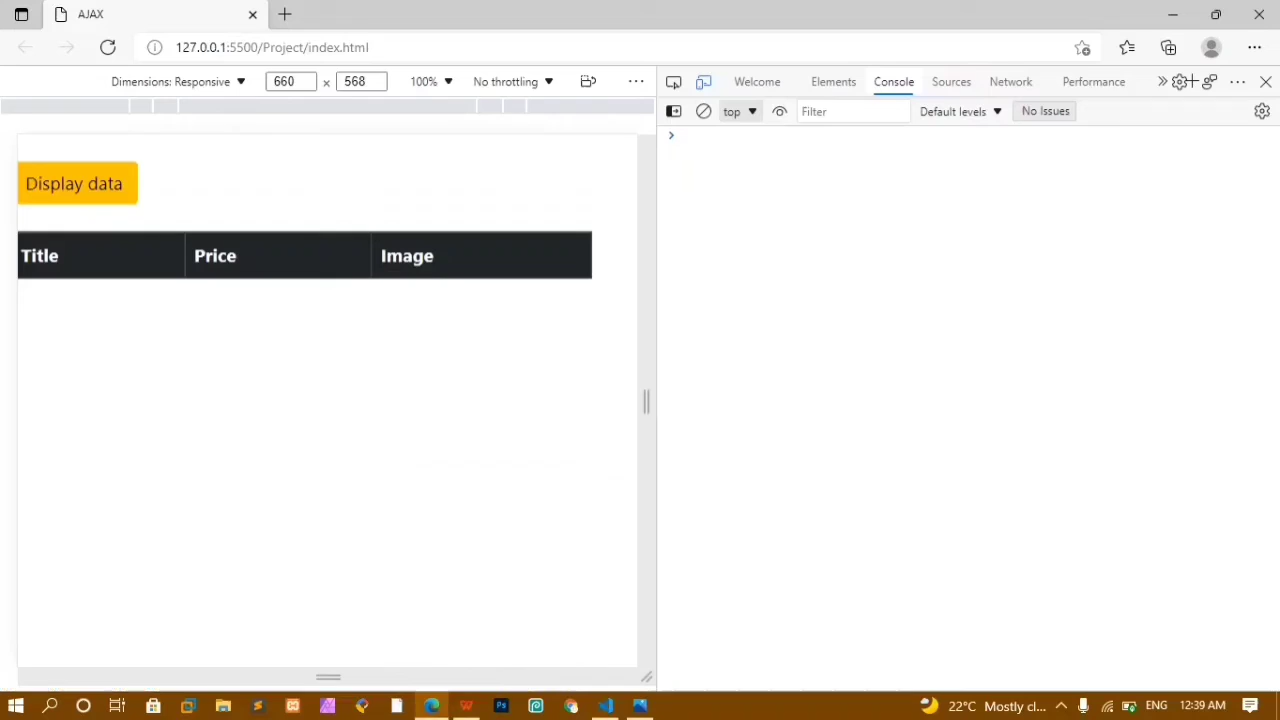 AJAX
127.0.0.1:5500/Project/index.html
Dimensions: Responsive 660 × 568 100% No throttling
Welcome Elements Console Sources Network Performance
top Filter Default levels No Issues
Display data
Title Price Image
22°C Mostly cl... ENG 12:39 AM